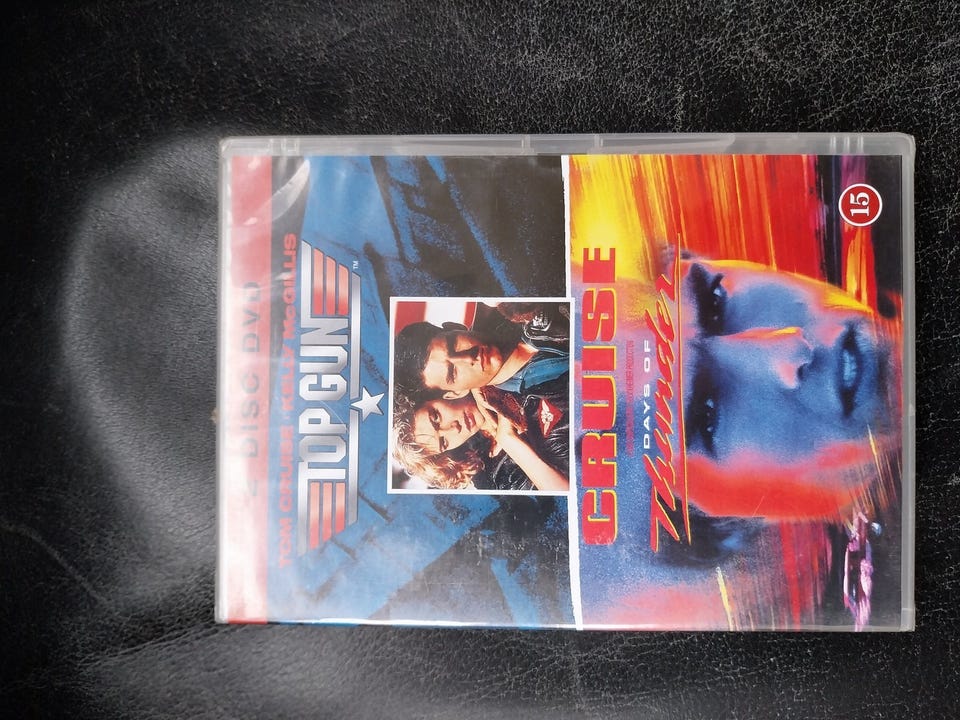 2 DISC DVD
TOM CRUISE KELLY McGILLIS
TOP GUN
TM
CRUISE
DAYS OF
Thunder
15